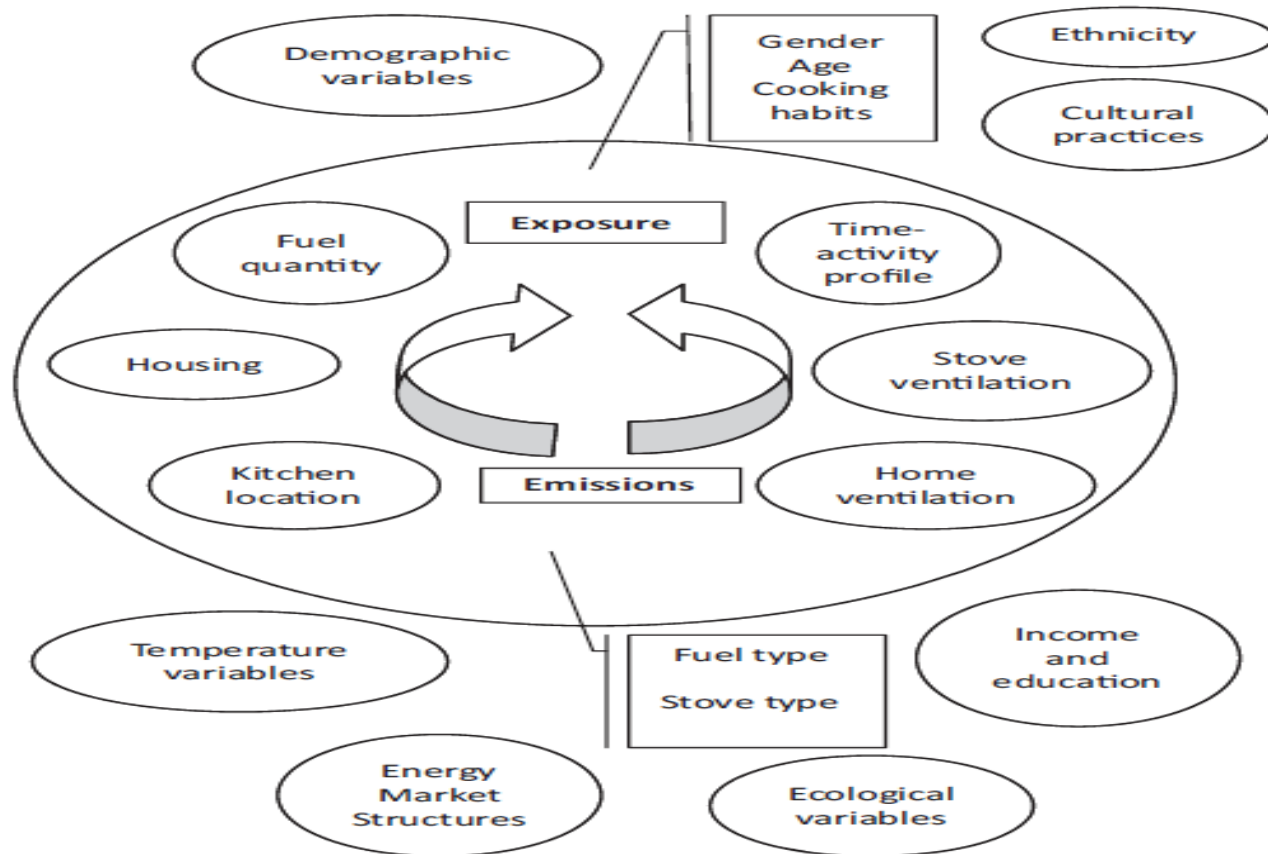 Demographic
variables
Gender
Age
Cooking
habits
Ethnicity
Cultural
practices
Exposure
Fuel
quantity
Time-
activity
profile
Housing
Stove
ventilation
Kitchen
location
Emissions
Home
ventilation
Temperature
variables
Fuel type
Stove type
Income
and
education
Energy
Market
Structures
Ecological
variables